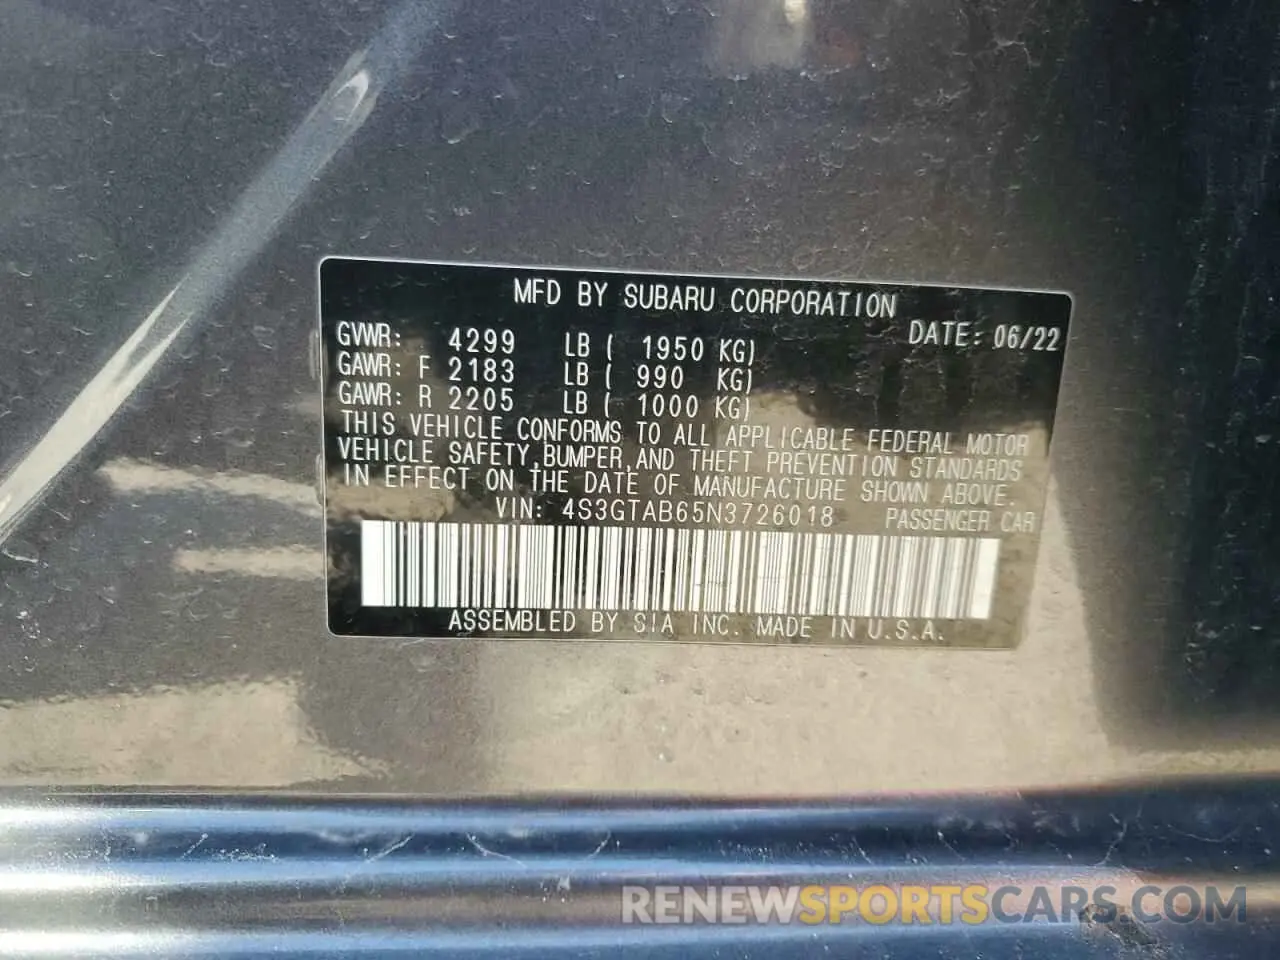 MFD BY SUBARU CORPORATION
DATE: 06/22
GVWR: 4299 LB ( 1950 KG)
GAWR: F 2183 LB ( 990 KG)
GAWR: R 2205 LB ( 1000 KG)
THIS VEHICLE CONFORMS TO ALL APPLICABLE FEDERAL MOTOR
VEHICLE SAFETY,BUMPER,AND THEFT PREVENTION STANDARDS
IN EFFECT ON THE DATE OF MANUFACTURE SHOWN ABOVE.
VIN: 4S3GTAB65N3726018 PASSENGER CAR
ASSEMBLED BY SIA INC. MADE IN U.S.A.
RENEWSPORTSCARS.COM